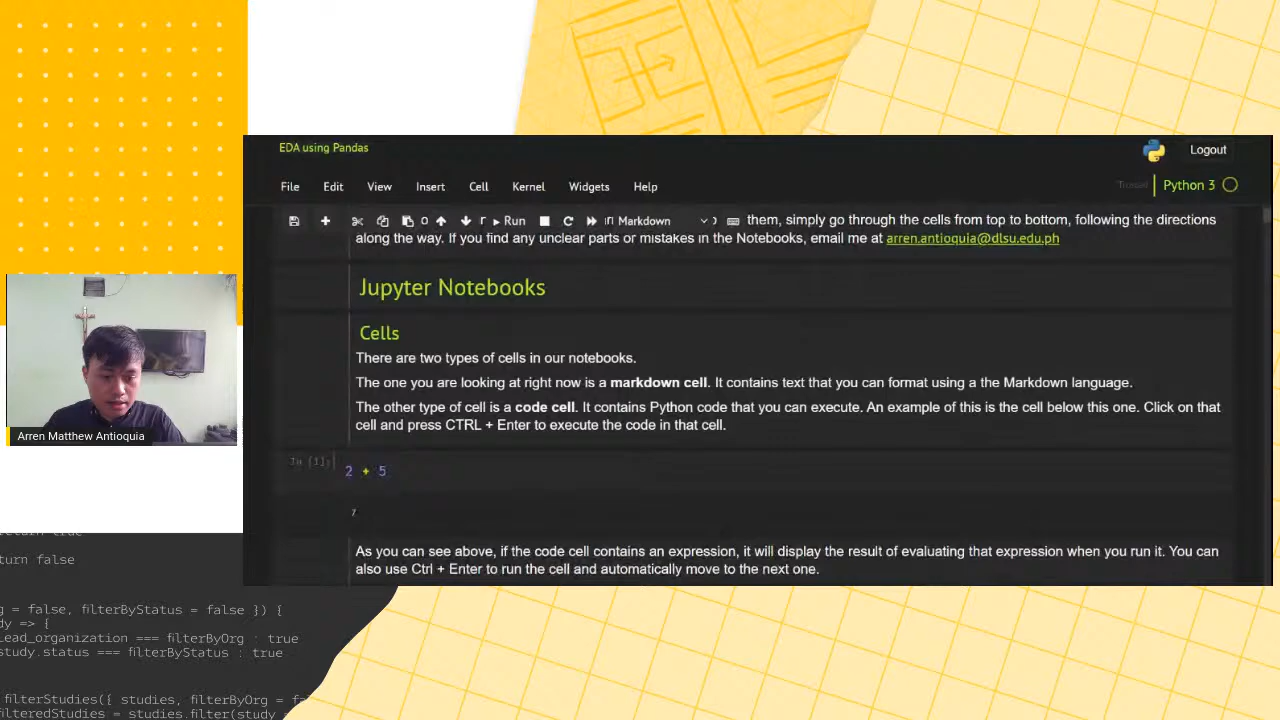 EDA using Pandas
Logout
File Edit View Insert Cell Kernel Widgets Help
Trusted Python 3
Run Markdown
them, simply go through the cells from top to bottom, following the directions
along the way. If you find any unclear parts or mistakes in the Notebooks, email me at arren.antioquia@dlsu.edu.ph
Jupyter Notebooks
Cells
There are two types of cells in our notebooks.
The one you are looking at right now is a markdown cell. It contains text that you can format using a the Markdown language.
The other type of cell is a code cell. It contains Python code that you can execute. An example of this is the cell below this one. Click on that
cell and press CTRL + Enter to execute the code in that cell.
In [1]:
2 + 5
7
As you can see above, if the code cell contains an expression, it will display the result of evaluating that expression when you run it. You can
also use Ctrl + Enter to run the cell and automatically move to the next one.
Arren Matthew Antioquia
turn false
= false, filterByStatus = false }) {
dy => {
lead_organization === filterByOrg : true
study.status === filterByStatus : true
filterStudies({ studies, filterByOrg =
filteredStudies = studies.filter(study